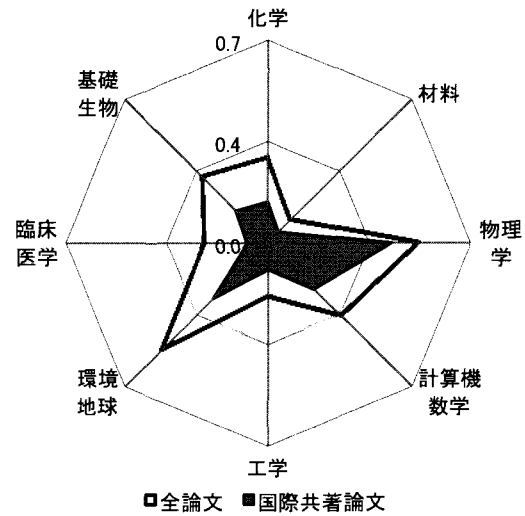 化学
0.7
基礎
生物
材料
0.4
臨床
医学
0.0
物理
学
環境
地球
計算機
数学
工学
全論文 国際共著論文